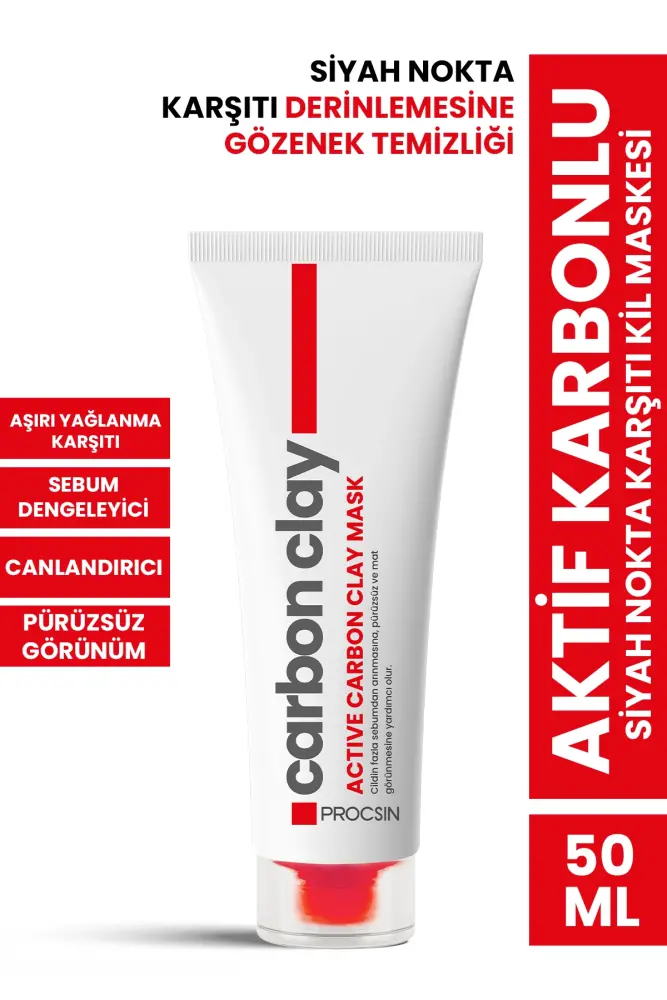 SİYAH NOKTA
KARŞITI DERİNLEMESİNE
GÖZENEK TEMİZLİĞİ
AŞIRI YAĞLANMA
KARŞITI
SEBUM
DENGELEYİCİ
CANLANDIRICI
PÜRÜZSÜZ
GÖRÜNÜM
carbon clay
ACTIVE CARBON CLAY MASK
Cildin fazla sebumdan arınmasına, pürüzsüz ve mat
görünmesine yardımcı olur.
PROCSIN
AKTİF KARBONLU
SİYAH NOKTA KARŞITI KİL MASKESİ
50
ML